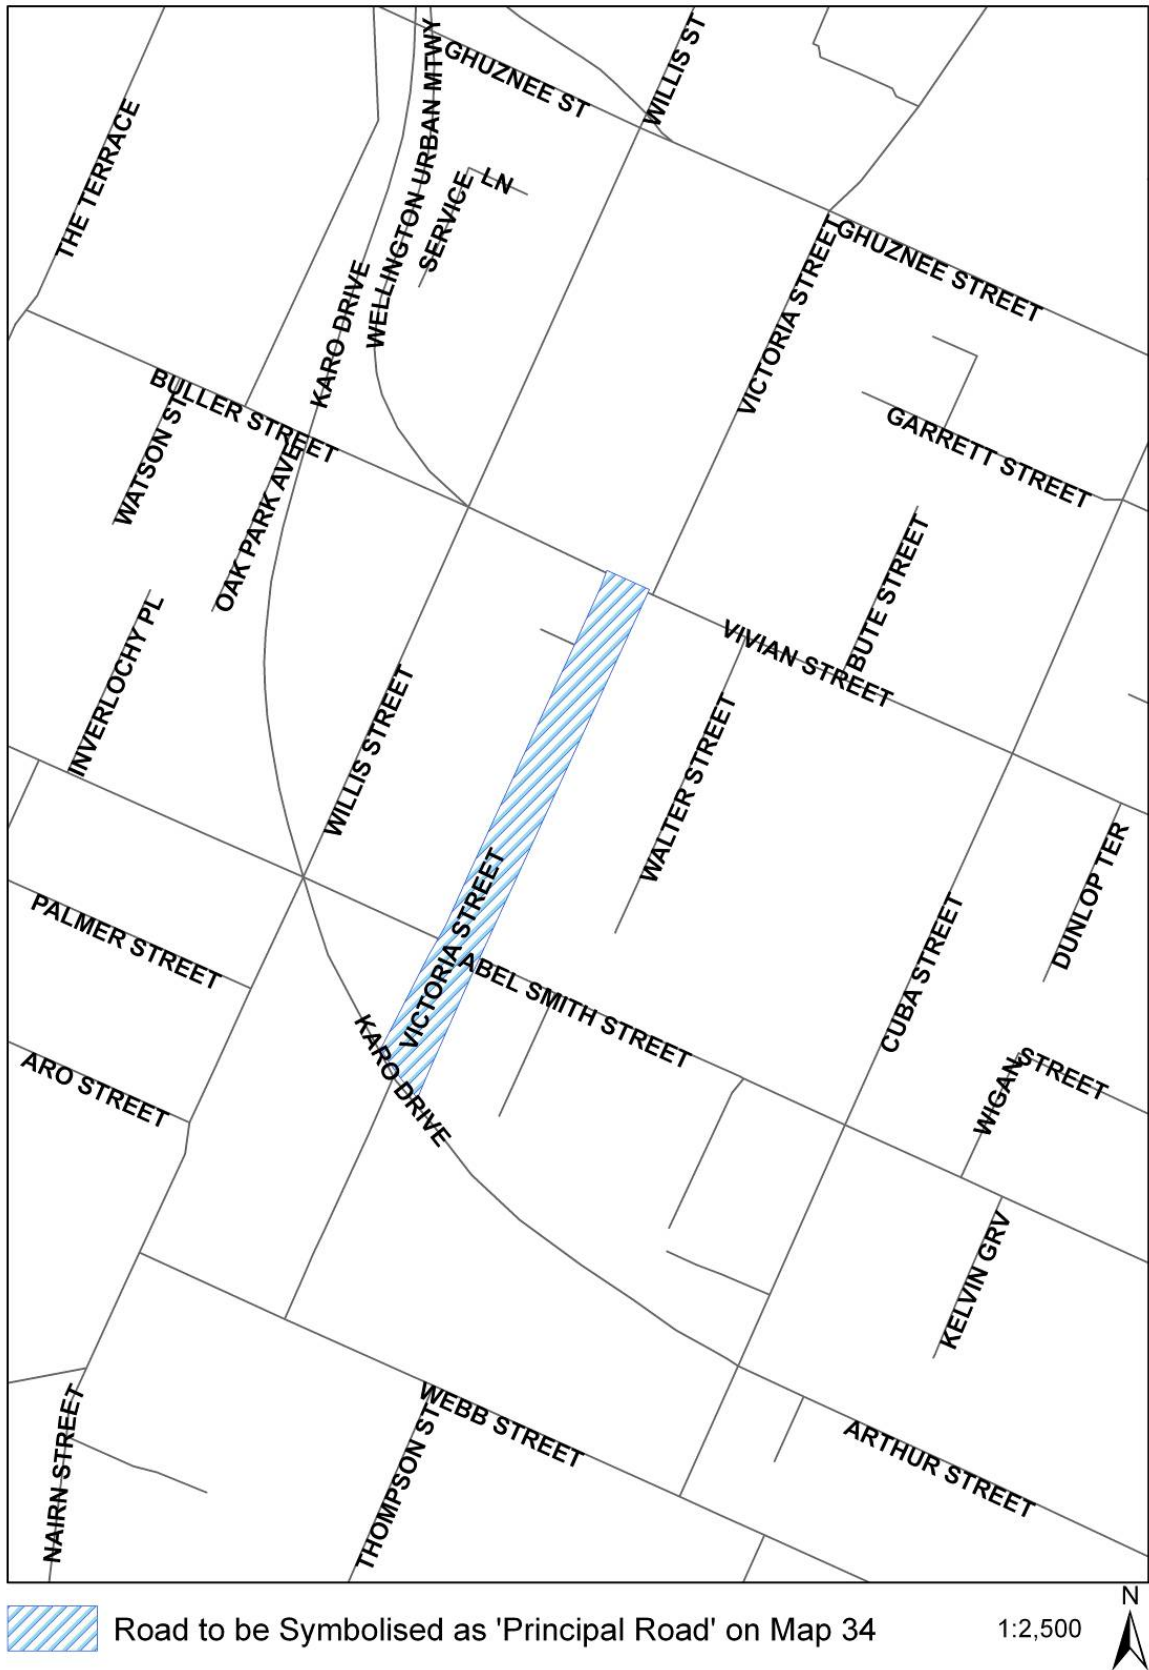 GHUZNEE ST
WILLIS ST
WELLINGTON URBAN MTWY
THE TERRACE
SERVICE LN
GHUZNEE STREET
VICTORIA STREET
KARO DRIVE
BULLER STREET
WATSON ST
OAK PARK AVE
GARRETT STREET
BUTE STREET
INVERLOCHY PL
VIVIAN STREET
WILLIS STREET
WALTER STREET
DUNLOP TER
VICTORIA STREET
PALMER STREET
ABEL SMITH STREET
CUBA STREET
KARO DRIVE
ARO STREET
WIGAN STREET
KELVIN GRV
NAIRN STREET
THOMPSON ST
WEBB STREET
ARTHUR STREET
N
Road to be Symbolised as 'Principal Road' on Map 34
1:2,500